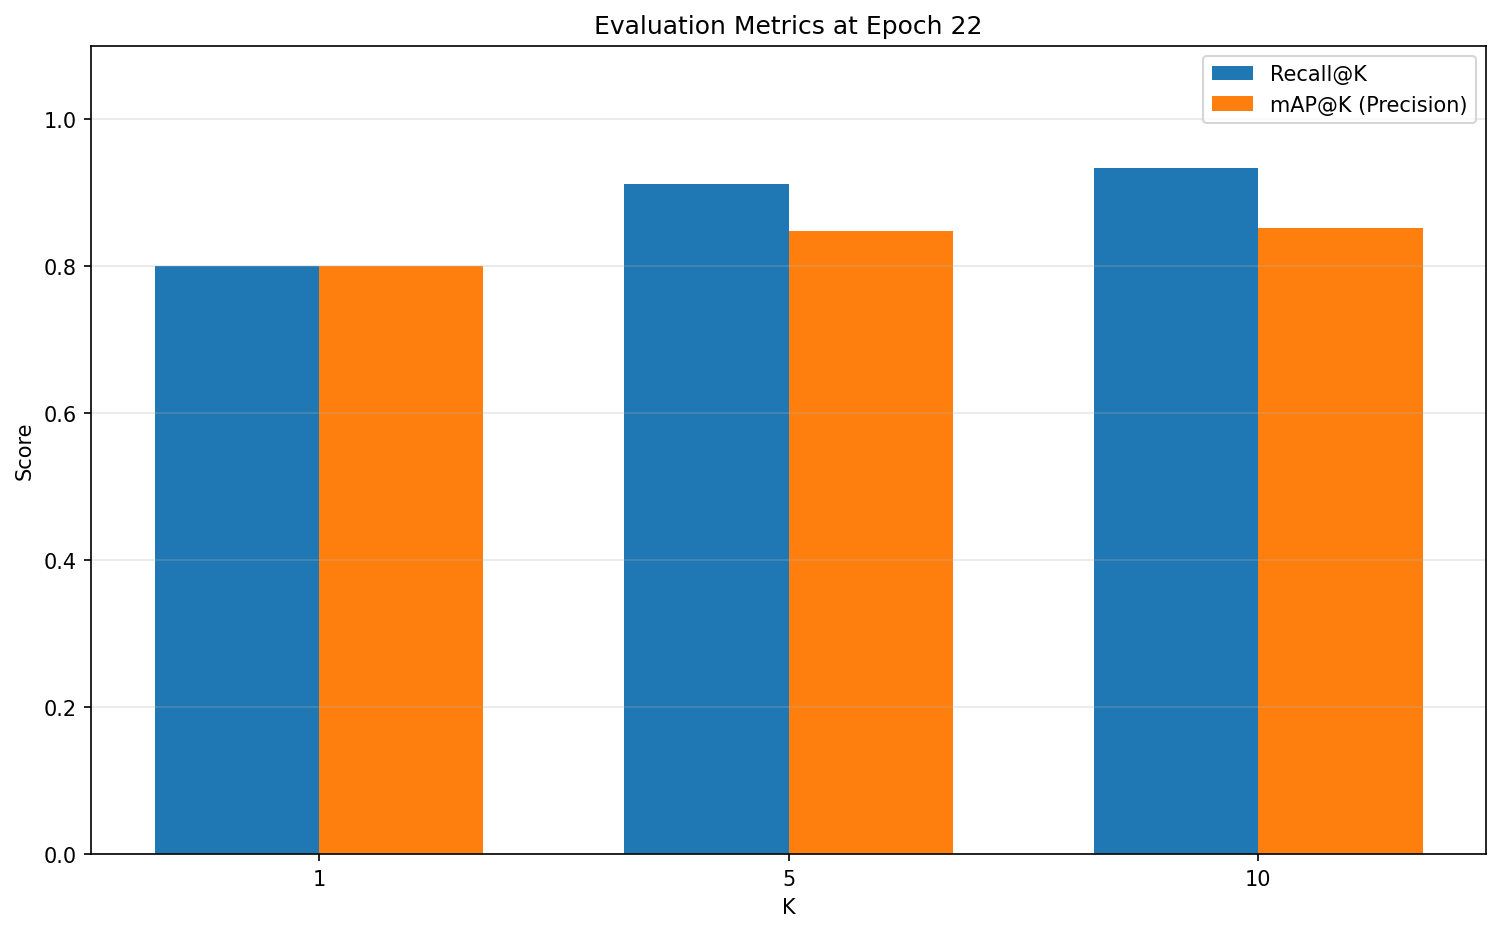 Evaluation Metrics at Epoch 22
Recall@K
mAP@K (Precision)
1.0
0.8
0.6
0.4
0.2
0.0
Score
1
5
10
K